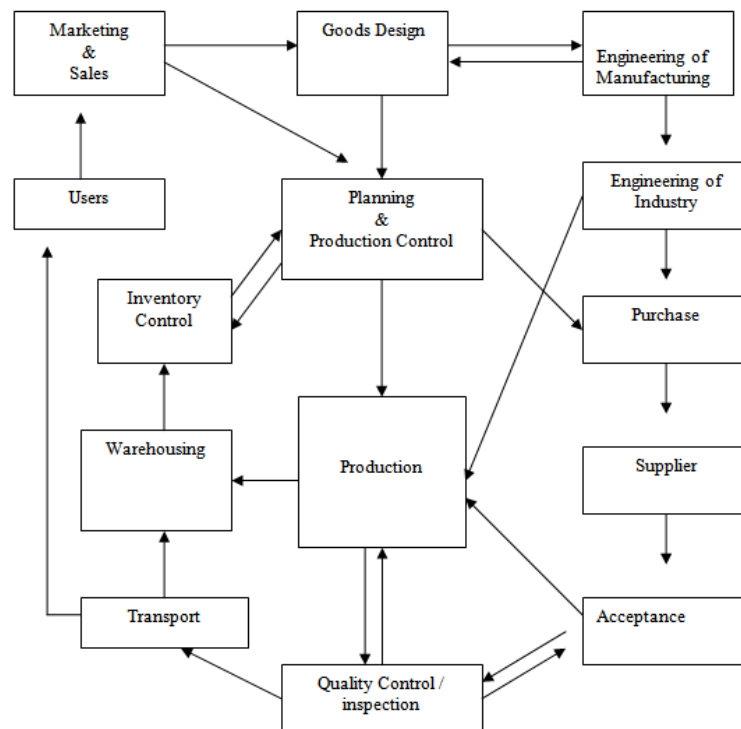 Marketing
&
Sales
Goods Design
Engineering of
Manufacturing
Users
Planning
&
Production Control
Engineering of
Industry
Inventory
Control
Purchase
Warehousing
Production
Supplier
Transport
Acceptance
Quality Control /
inspection